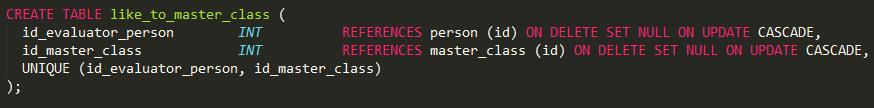 CREATE TABLE like_to_master_class (
id_evaluator_person INT REFERENCES person (id) ON DELETE SET NULL ON UPDATE CASCADE,
id_master_class INT REFERENCES master_class (id) ON DELETE SET NULL ON UPDATE CASCADE,
UNIQUE (id_evaluator_person, id_master_class)
);